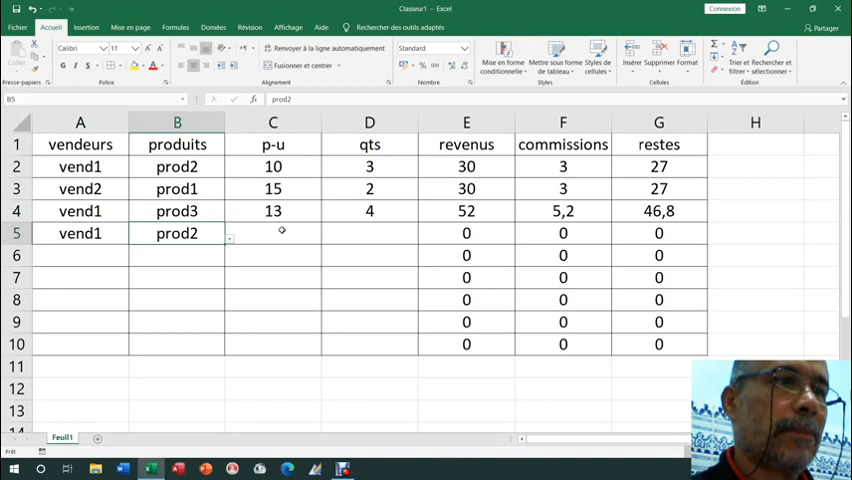 Classeur1 - Excel
Connexion
Fichier Accueil Insertion Mise en page Formules Données Révision Affichage Aide Rechercher des outils adaptés Partager
Coller
Calibri 11
Renvoyer à la ligne automatiquement
Standard
G I S
Fusionner et centrer
% 000
Mise en forme conditionnelle
Mettre sous forme de tableau
Styles de cellules
Insérer Supprimer Format
Trier et filtrer
Rechercher et sélectionner
Presse-papiers Police Alignement Nombre Styles Cellules Édition
B5 fx prod2
A B C D E F G H
1 vendeurs produits p-u qts revenus commissions restes
2 vend1 prod2 10 3 30 3 27
3 vend2 prod1 15 2 30 3 27
4 vend1 prod3 13 4 52 5,2 46,8
5 vend1 prod2 0 0 0
6 0 0 0
7 0 0 0
8 0 0 0
9 0 0 0
10 0 0 0
11
12
13
14
Feuil1
Prêt